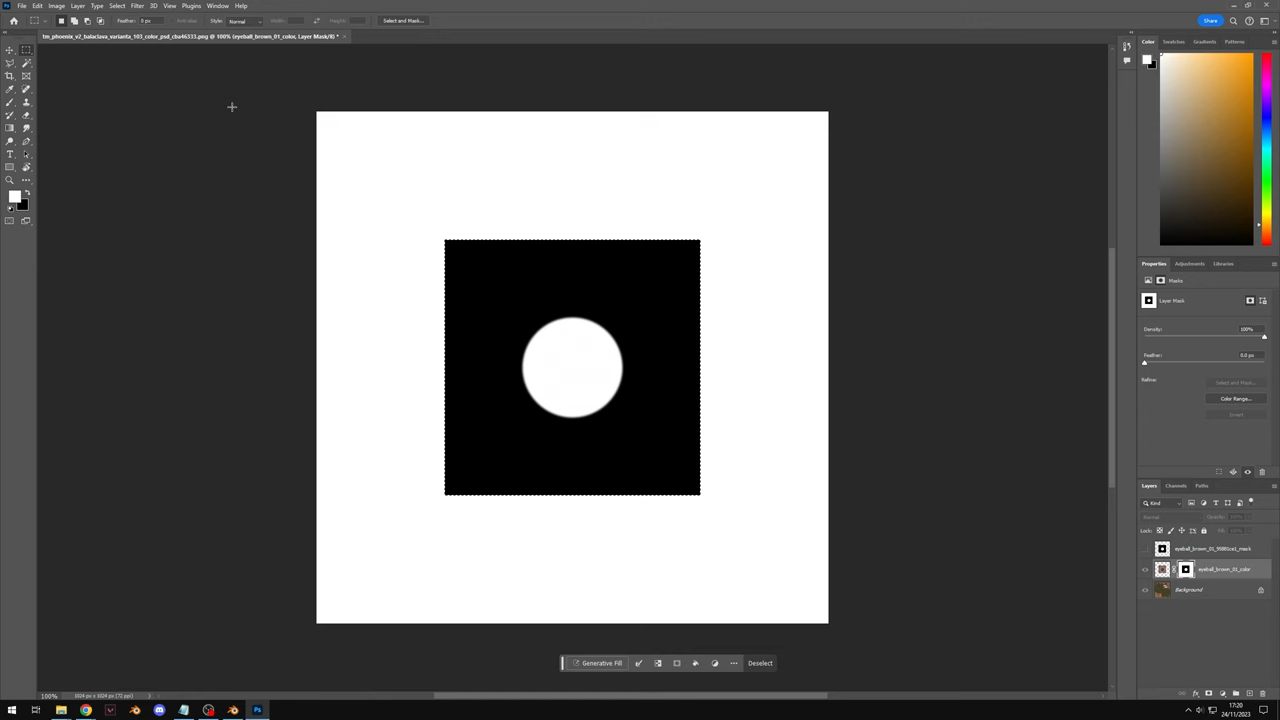 File Edit Image Layer Type Select Filter 3D View Plugins Window Help
Feather: 0 px Anti-alias Style: Normal Width: Height: Select and Mask... Share
tm_phoenix_v2_balaclava_varianta_103_color_psd_cba46333.png @ 100% (eyeball_brown_01_color, Layer Mask/8) *
Color Swatches Gradients Patterns
Properties Adjustments Libraries
Masks
Layer Mask
Density: 100%
Feather: 0.0 px
Refine: Select and Mask...
Color Range...
Invert
Layers Channels Paths
Kind
Normal Opacity: 100%
Lock: Fill: 100%
eyeball_brown_01_color
Background
Generative Fill Deselect
100% 1024 px x 1024 px (72 ppi)
17:20
24/11/2023